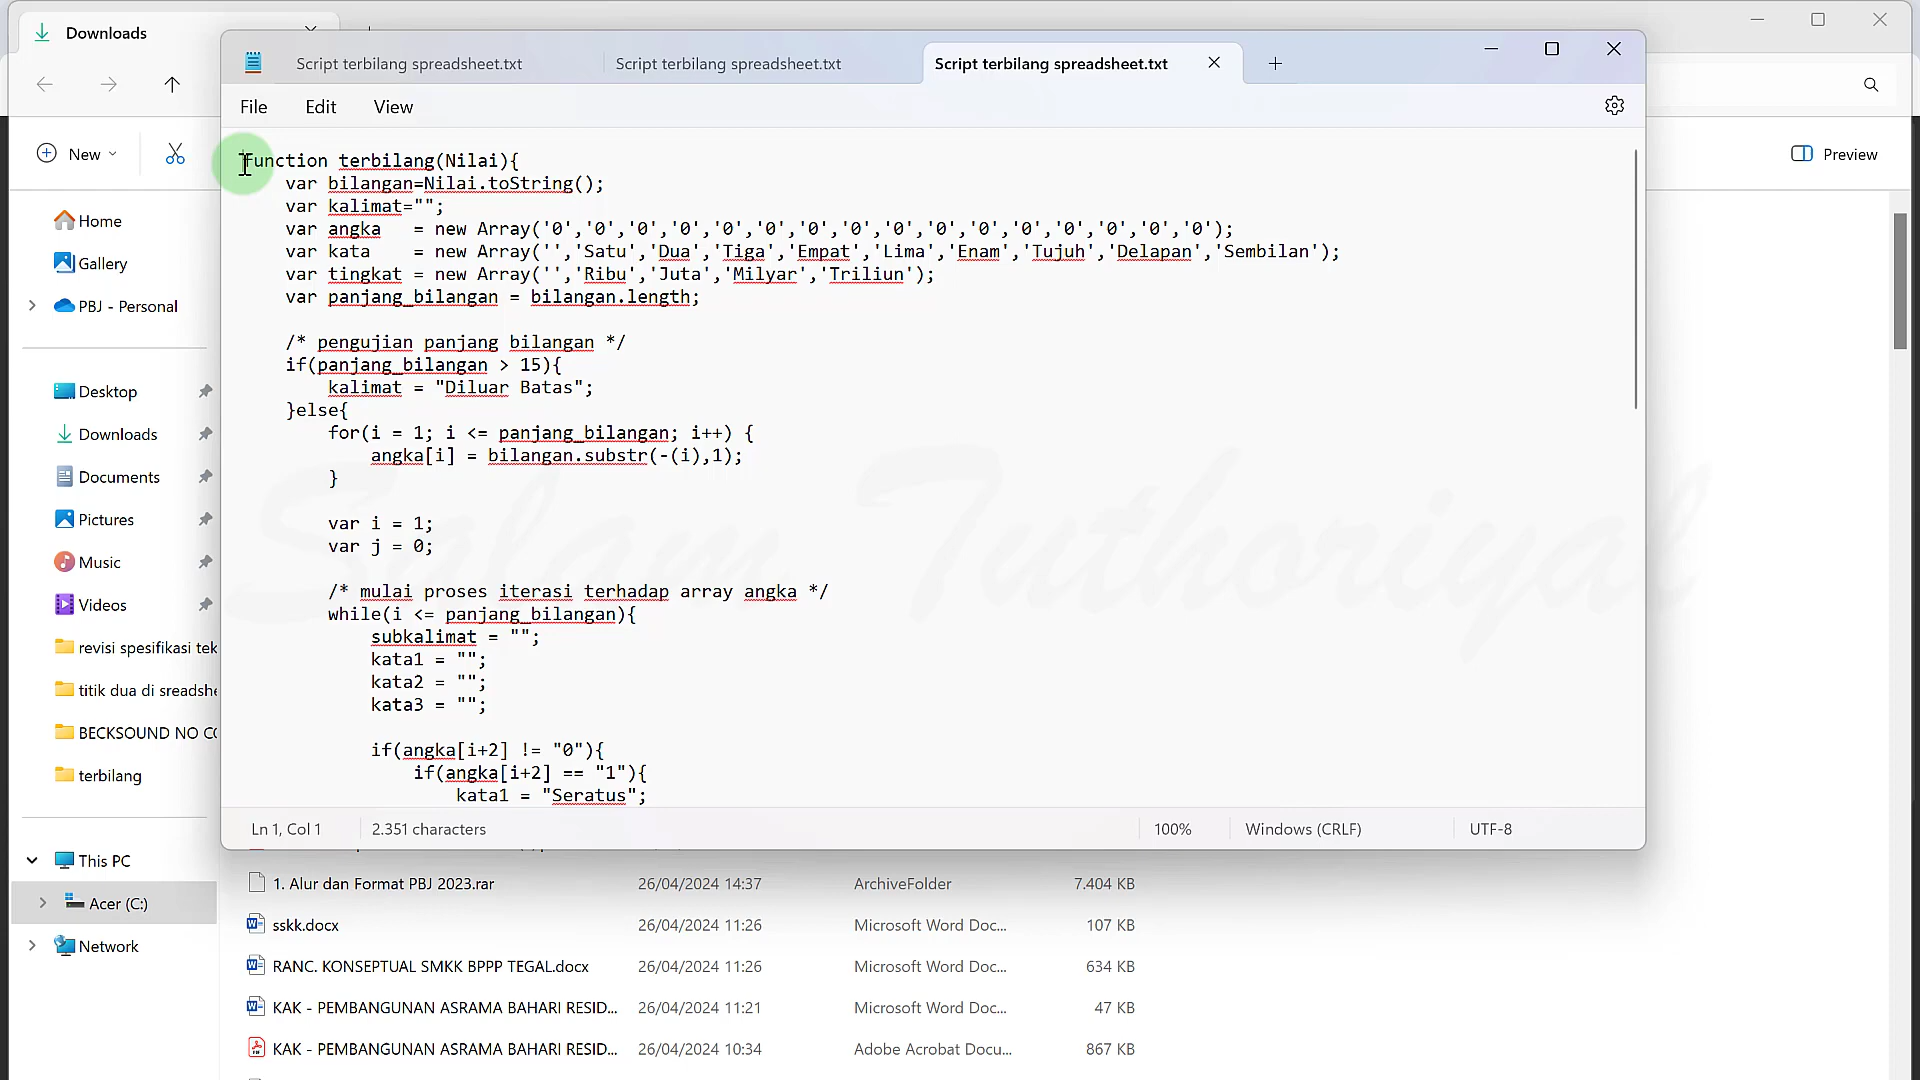 Downloads
Script terbilang spreadsheet.txt
Script terbilang spreadsheet.txt
Script terbilang spreadsheet.txt
File
Edit
View
New
Preview
function terbilang(Nilai){
var bilangan=Nilai.toString();
var kalimat="";
var angka = new Array('0','0','0','0','0','0','0','0','0','0','0','0','0','0','0','0');
var kata = new Array('','Satu','Dua','Tiga','Empat','Lima','Enam','Tujuh','Delapan','Sembilan');
var tingkat = new Array('','Ribu','Juta','Milyar','Triliun');
var panjang_bilangan = bilangan.length;
/* pengujian panjang bilangan */
if(panjang_bilangan > 15){
kalimat = "Diluar Batas";
}else{
for(i = 1; i <= panjang_bilangan; i++) {
angka[i] = bilangan.substr(-(i),1);
}
var i = 1;
var j = 0;
/* mulai proses iterasi terhadap array angka */
while(i <= panjang_bilangan){
subkalimat = "";
kata1 = "";
kata2 = "";
kata3 = "";
if(angka[i+2] != "0"){
if(angka[i+2] == "1"){
kata1 = "Seratus";
Ln 1, Col 1
2.351 characters
100%
Windows (CRLF)
UTF-8
Home
Gallery
PBJ - Personal
Desktop
Downloads
Documents
Pictures
Music
Videos
revisi spesifikasi tek
titik dua di sreadshe
BECKSOUND NO CO
terbilang
This PC
Acer (C:)
Network
1. Alur dan Format PBJ 2023.rar 26/04/2024 14:37 ArchiveFolder 7.404 KB
sskk.docx 26/04/2024 11:26 Microsoft Word Doc... 107 KB
RANC. KONSEPTUAL SMKK BPPP TEGAL.docx 26/04/2024 11:26 Microsoft Word Doc... 634 KB
KAK - PEMBANGUNAN ASRAMA BAHARI RESID... 26/04/2024 11:21 Microsoft Word Doc... 47 KB
KAK - PEMBANGUNAN ASRAMA BAHARI RESID... 26/04/2024 10:34 Adobe Acrobat Docu... 867 KB